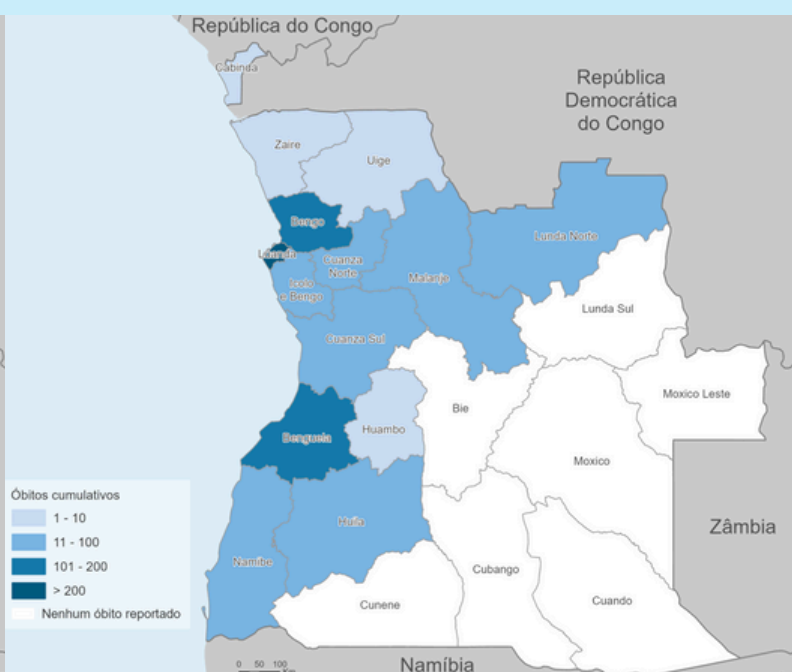 República do Congo
Cabinda
República
Democrática
do Congo
Zaire
Uige
Bengo
Luanda
Lunda Norte
Cuanza
Norte
Malanje
Icolo
e Bengo
Lunda Sul
Cuanza Sul
Moxico Leste
Bie
Huambo
Benguela
Moxico
Óbitos cumulativos
1 - 10
11 - 100
101 - 200
> 200
Nenhum óbito reportado
Huíla
Zâmbia
Namibe
Cubango
Cuando
Cunene
0 50 100
Km
Namíbia